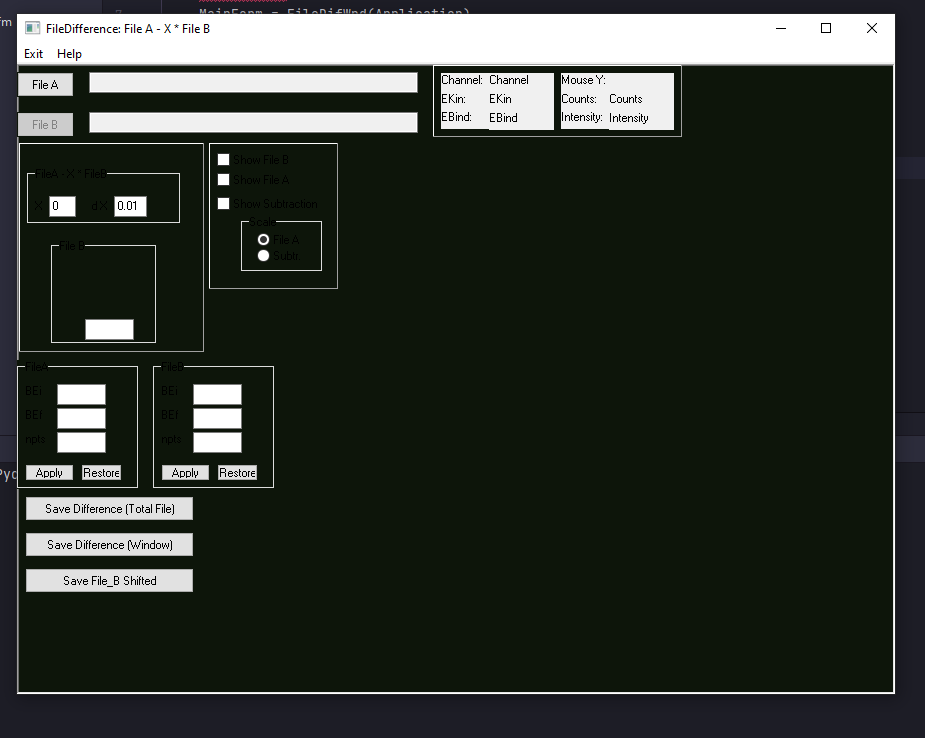 fm
7
MainForm = FileDifWnd(Application)
FileDifference: File A - X * File B
Exit Help
File A
File B
Channel: Channel
EKin: EKin
EBind: EBind
Mouse Y:
Counts: Counts
Intensity: Intensity
FileA - X * FileB
X 0 dX 0.01
File B
Show File B
Show File A
Show Subtraction
Scale
File A
Subtr
FileA
BEi
BEf
npts
Apply Restore
FileB
BEi
BEf
npts
Apply Restore
Pyc
Save Difference (Total File)
Save Difference (Window)
Save File_B Shifted